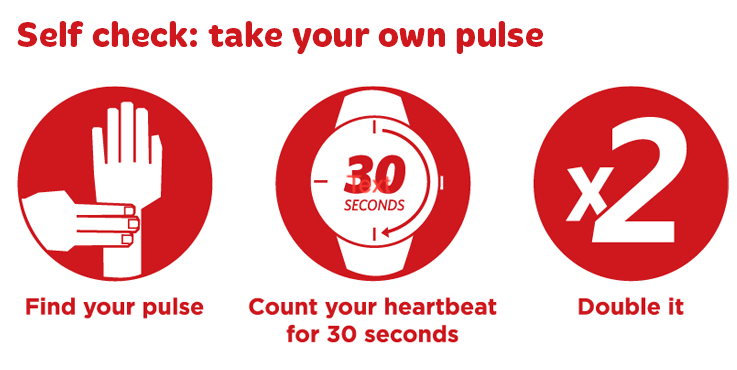 Self check: take your own pulse
30
Text
SECONDS
x2
Find your pulse
Count your heartbeat
for 30 seconds
Double it